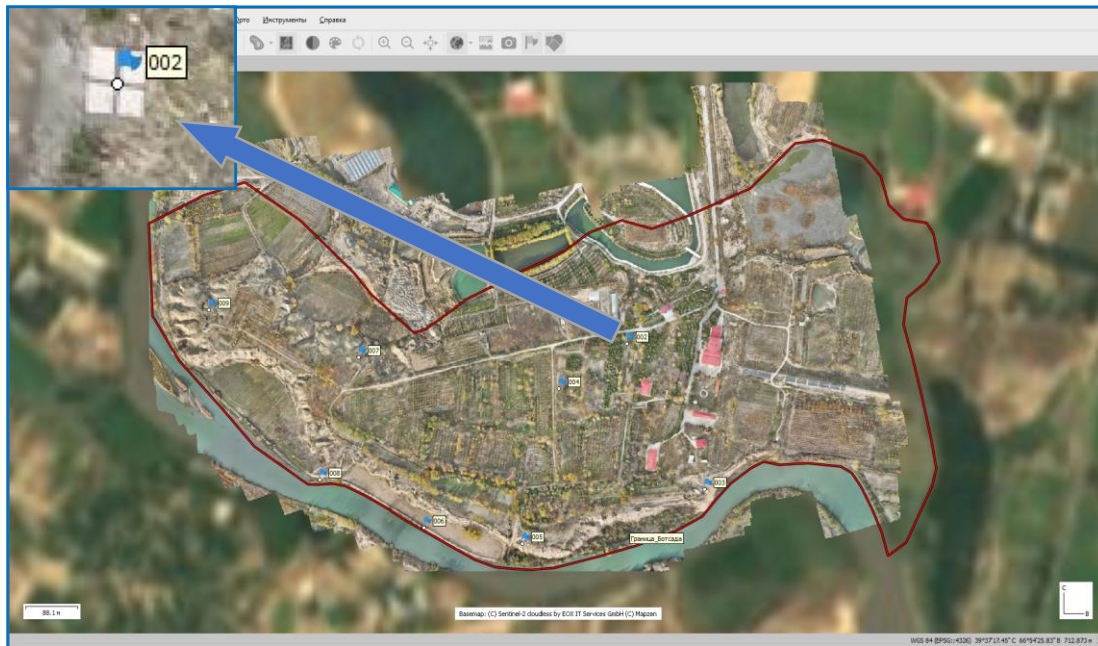 002
Орто Инструменты Справка
009
007
002
004
008
003
006
005
Граница_Ботсада
88.1 м
Basemap: (C) Sentinel-2 cloudless by EOX IT Services GmbH (C) Mapzen
С
В
WGS 84 (EPSG::4326) 39°37'17.45" С 66°54'25.83" В 712.873 м